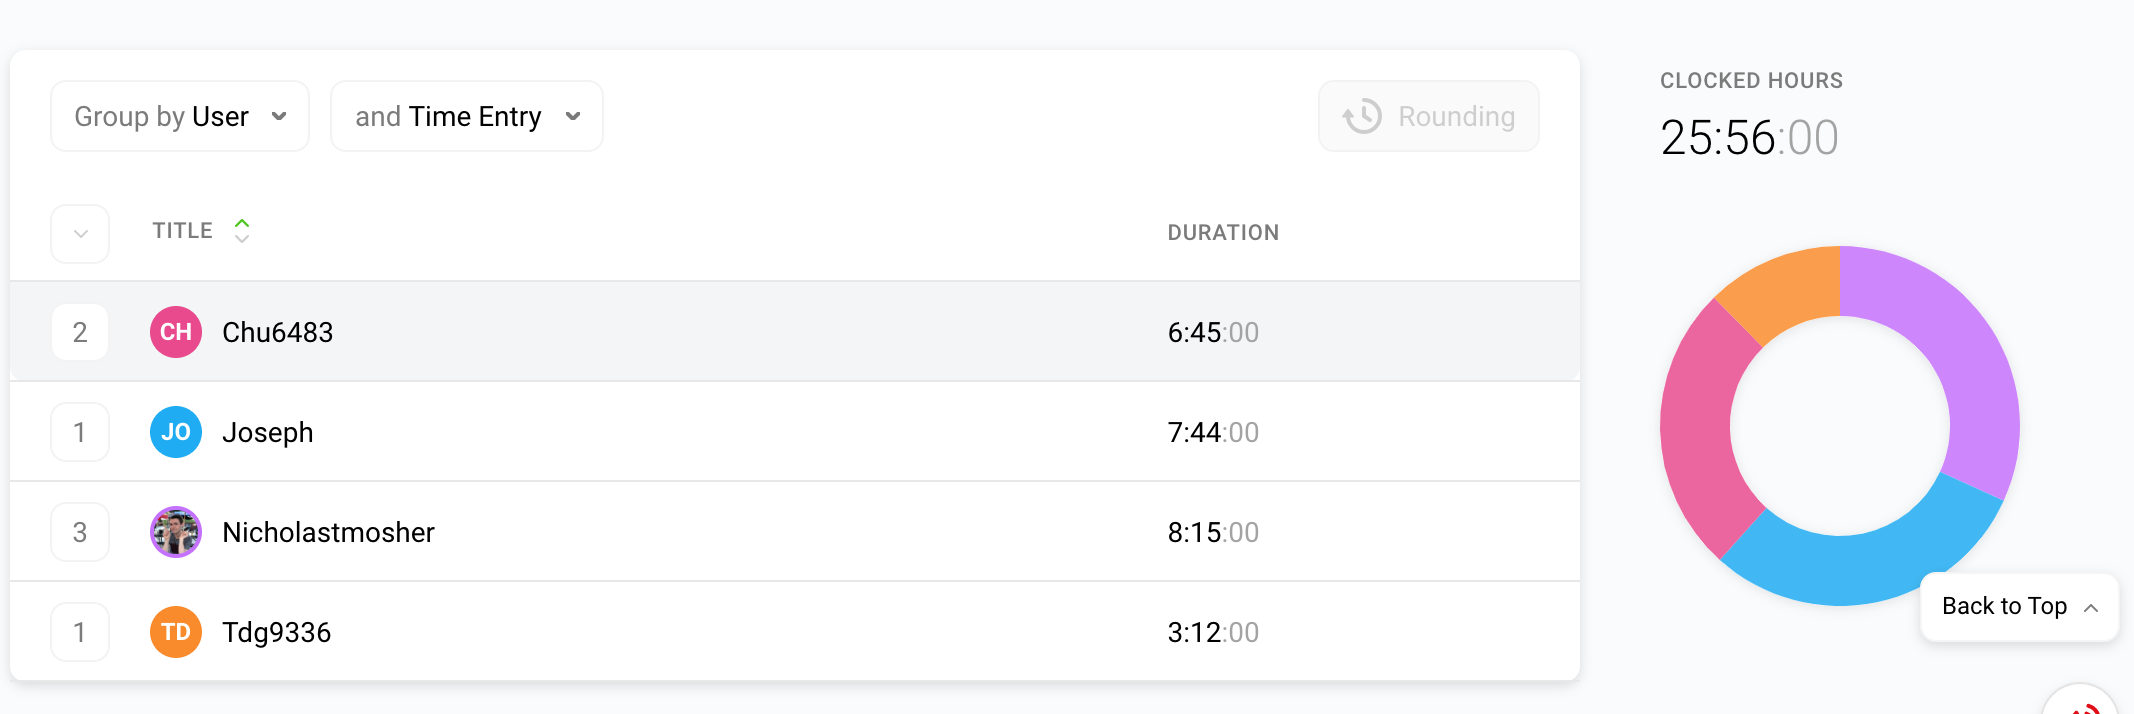 Group by User
and Time Entry
Rounding
CLOCKED HOURS
25:56:00
TITLE
DURATION
2 CH Chu6483 6:45:00
1 JO Joseph 7:44:00
3 Nicholastmosher 8:15:00
1 TD Tdg9336 3:12:00
Back to Top